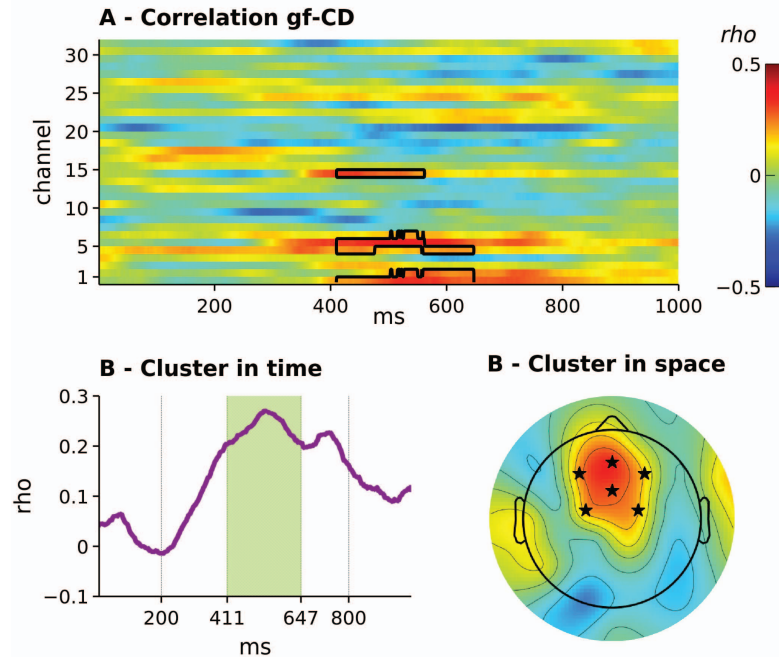 A - Correlation gf-CD
rho
channel
30
25
20
15
10
5
1
200 400 600 800 1000
ms
0.5
0
−0.5
B - Cluster in time
rho
0.3
0.2
0.1
0
−0.1
200 411 647 800
ms
B - Cluster in space